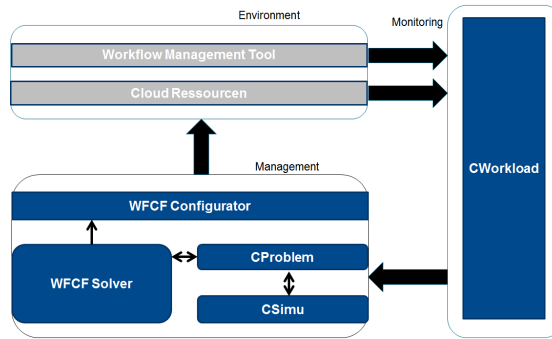 Environment
Monitoring
Workflow Management Tool
Cloud Ressourcen
CWorkload
Management
WFCF Configurator
WFCF Solver
CProblem
CSimu